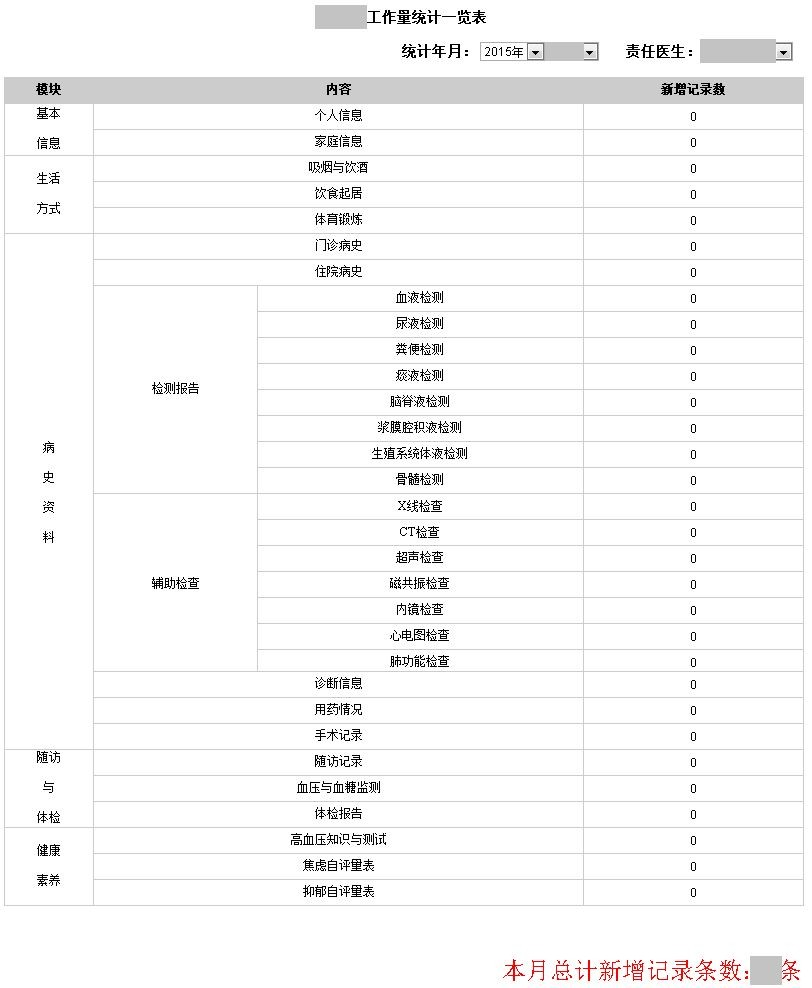 工作量统计一览表
统计年月： 2015年 责任医生：
模块 内容 新增记录数
基本
信息
个人信息 0
家庭信息 0
生活
方式
吸烟与饮酒 0
饮食起居 0
体育锻炼 0
病
史
资
料
门诊病史 0
住院病史 0
检测报告
血液检测 0
尿液检测 0
粪便检测 0
痰液检测 0
脑脊液检测 0
浆膜腔积液检测 0
生殖系统体液检测 0
骨髓检测 0
辅助检查
X线检查 0
CT检查 0
超声检查 0
磁共振检查 0
内镜检查 0
心电图检查 0
肺功能检查 0
诊断信息 0
用药情况 0
手术记录 0
随访
与
体检
随访记录 0
血压与血糖监测 0
体检报告 0
健康
素养
高血压知识与测试 0
焦虑自评量表 0
抑郁自评量表 0
本月总计新增记录条数： 条